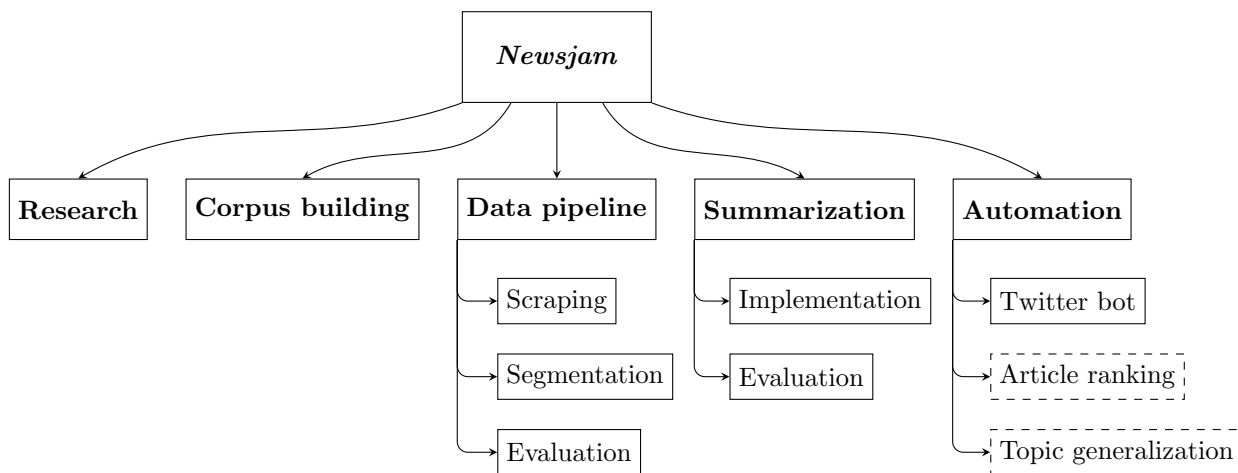 Newsjam
Research
Corpus building
Data pipeline
Summarization
Automation
Scraping
Implementation
Twitter bot
Segmentation
Evaluation
Article ranking
Evaluation
Topic generalization